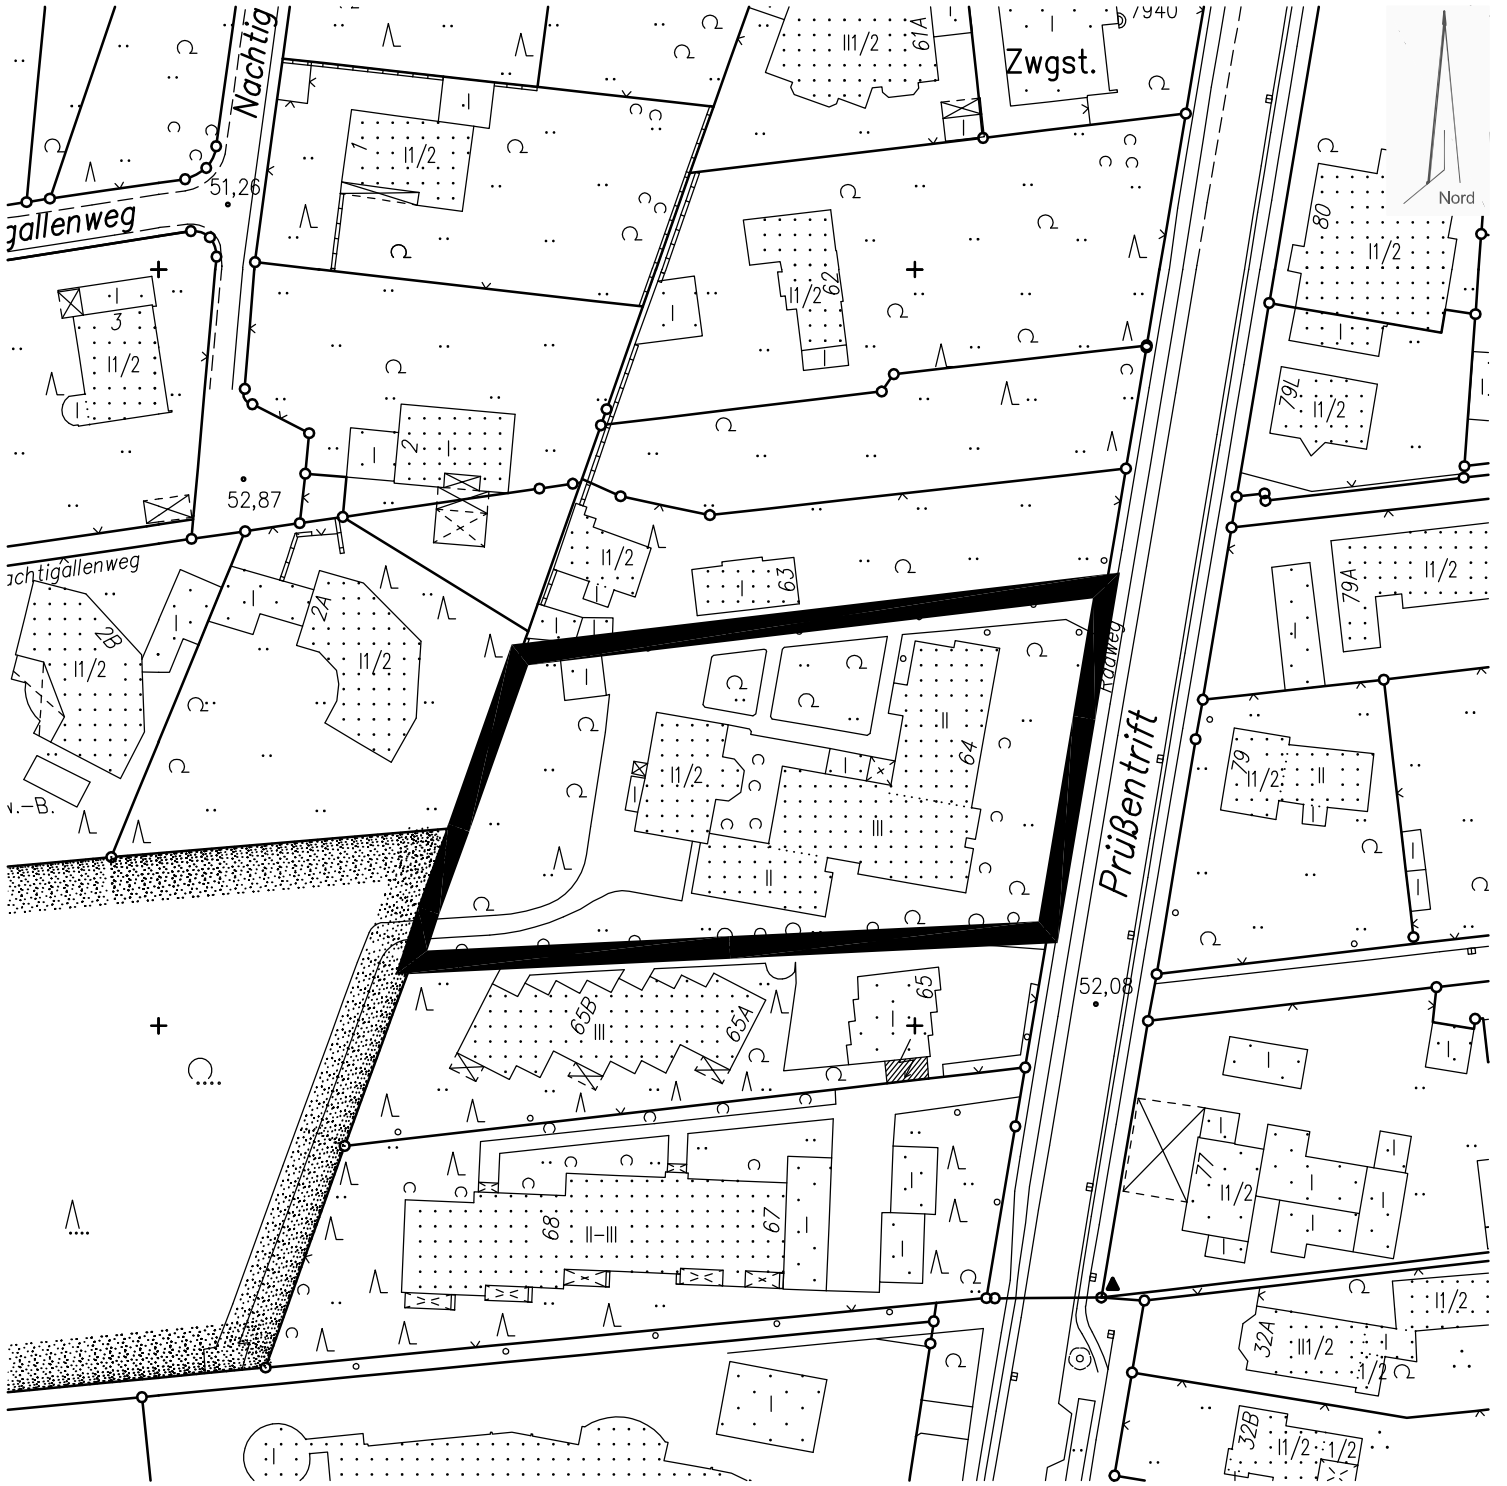 Nachtig
II1/2
61A
I
7940
Zwgst.
Nord
1
I
I1/2
51,26
gallenweg
80
I1/2
62
I1/2
I
I
I
3
I
I1/2
I
79L
I1/2
2
I
I
52,87
achtigallenweg
I1/2
63
I
79A
I1/2
I
2B
I1/2
I
I
2A
I1/2
I
Radweg
II
64
I1/2
I
I
III
II
Prüßentrift
79
I1/2
II
I
I
I
.-B.
65B
III
65A
65
I
52,08
I
I
77
I1/2
I
I
I
I
I
68
II-III
67
I
I
I
32A
II1/2
1/2
I1/2
I
32B
I1/2
1/2
I